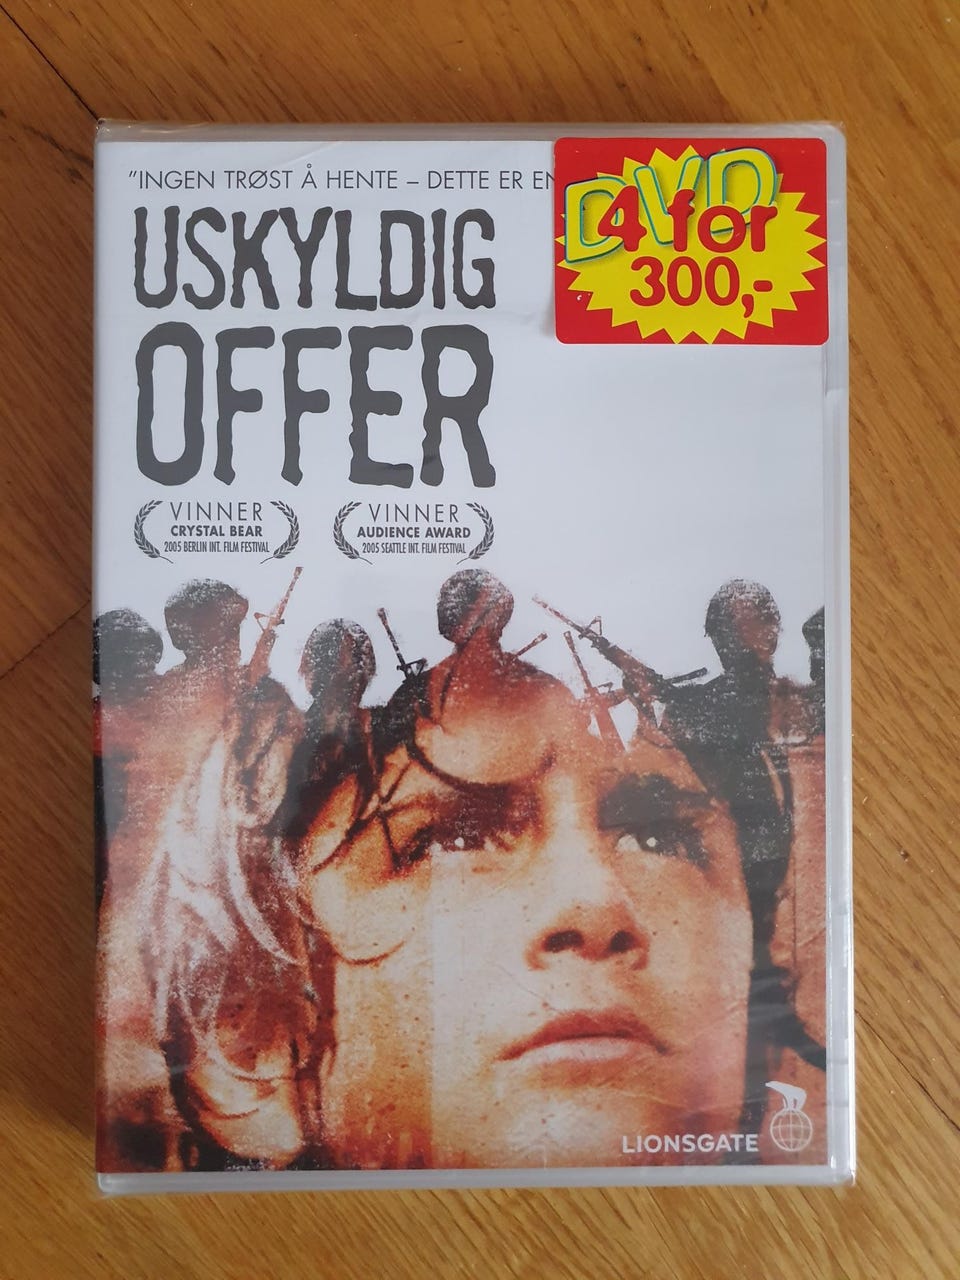 "INGEN TRØST Å HENTE – DETTE ER EN
DVD
4 for
300,-
USKYLDIG
OFFER
VINNER
CRYSTAL BEAR
2005 BERLIN INT. FILM FESTIVAL
VINNER
AUDIENCE AWARD
2005 SEATTLE INT. FILM FESTIVAL
LIONSGATE